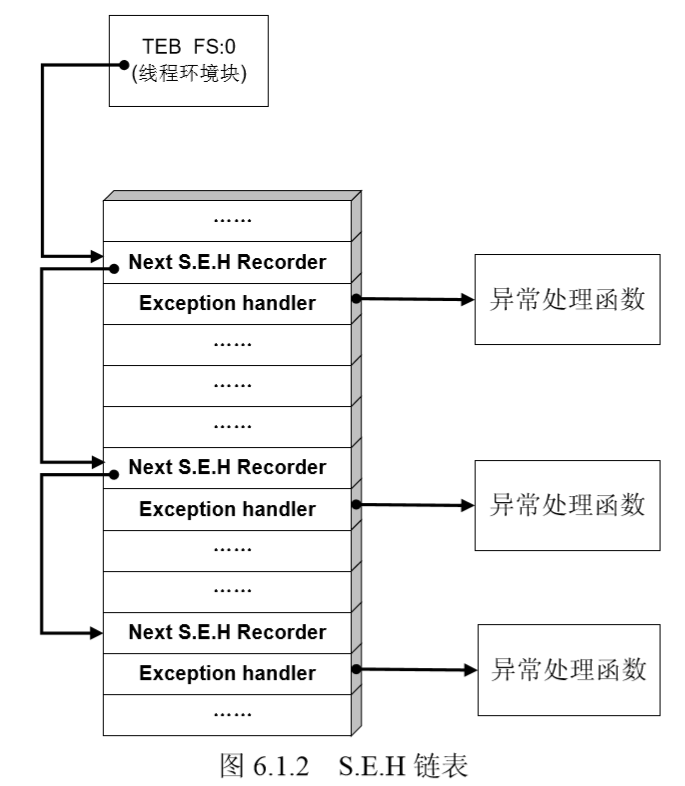 TEB FS:0
(线程环境块)
……
Next S.E.H Recorder
Exception handler
异常处理函数
……
……
……
Next S.E.H Recorder
Exception handler
异常处理函数
……
……
Next S.E.H Recorder
Exception handler
异常处理函数
……
图 6.1.2 S.E.H 链表